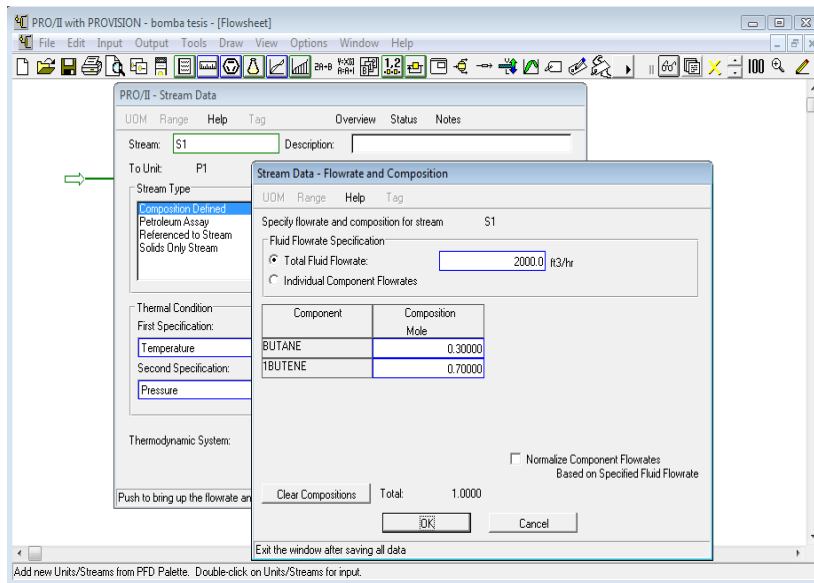 PRO/II with PROVISION - bomba tesis - [Flowsheet]
File Edit Input Output Tools Draw View Options Window Help
PRO/II - Stream Data
UOM Range Help Tag Overview Status Notes
Stream: S1 Description:
To Unit: P1
Stream Type
Composition Defined
Petroleum Assay
Referenced to Stream
Solids Only Stream
Thermal Condition
First Specification:
Temperature
Second Specification:
Pressure
Thermodynamic System:
Push to bring up the flowrate an
Stream Data - Flowrate and Composition
UOM Range Help Tag
Specify flowrate and composition for stream S1
Fluid Flowrate Specification
Total Fluid Flowrate: 2000.0 ft3/hr
Individual Component Flowrates
Component Composition
Mole
BUTANE 0.30000
1BUTENE 0.70000
Normalize Component Flowrates
Based on Specified Fluid Flowrate
Clear Compositions Total: 1.0000
OK Cancel
Exit the window after saving all data
Add new Units/Streams from PFD Palette. Double-click on Units/Streams for input.